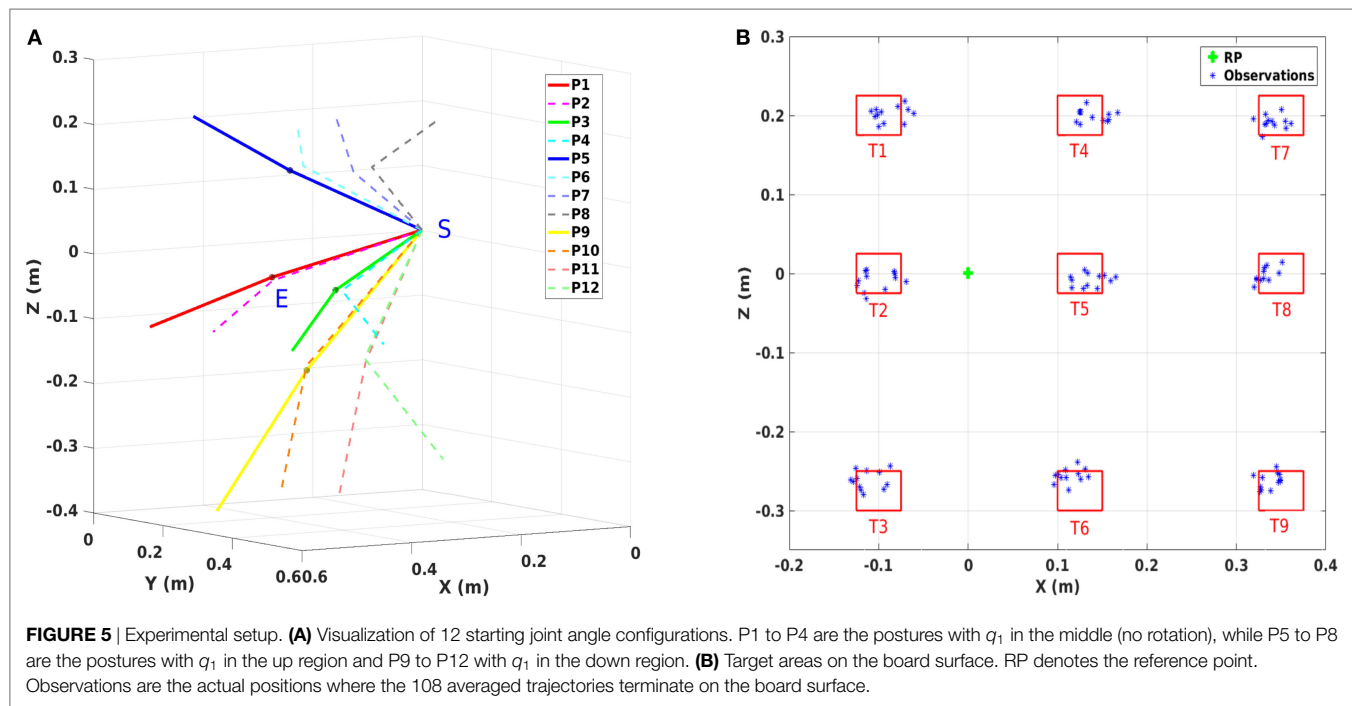 A
0.3
0.2
0.1
0
-0.1
-0.2
-0.3
-0.4
Z (m)
0
0.2
0.4
0.60.6
0.4
0.2
0
Y (m)
X (m)
S
E
P1
P2
P3
P4
P5
P6
P7
P8
P9
P10
P11
P12
B
0.3
0.2
0.1
0
-0.1
-0.2
-0.3
Z (m)
-0.2
-0.1
0
0.1
0.2
0.3
0.4
X (m)
RP
Observations
T1
T4
T7
T2
T5
T8
T3
T6
T9
FIGURE 5 | Experimental setup. (A) Visualization of 12 starting joint angle configurations. P1 to P4 are the postures with q1 in the middle (no rotation), while P5 to P8
are the postures with q1 in the up region and P9 to P12 with q1 in the down region. (B) Target areas on the board surface. RP denotes the reference point.
Observations are the actual positions where the 108 averaged trajectories terminate on the board surface.